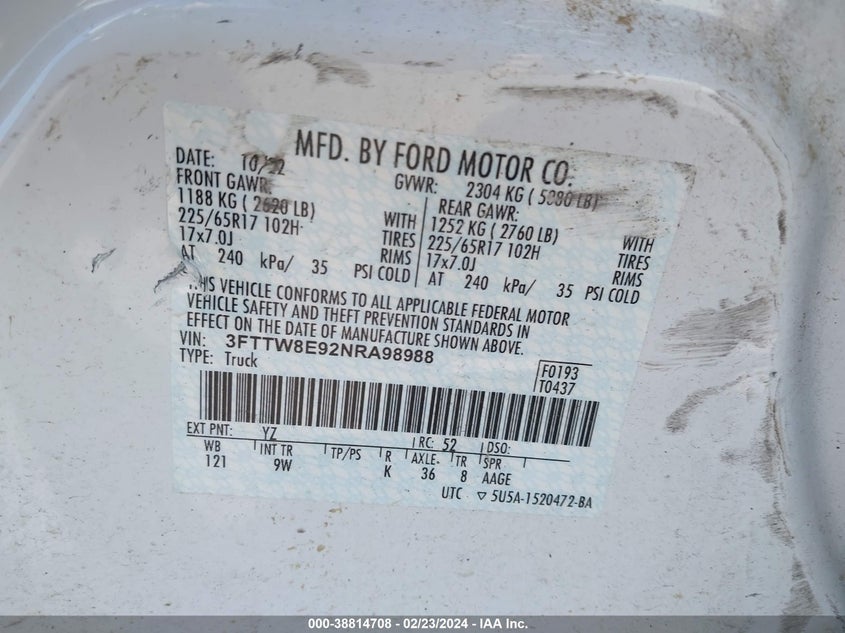 MFD. BY FORD MOTOR CO.
DATE: 10/22 GVWR: 2304 KG ( 5080 LB)
FRONT GAWR: REAR GAWR:
1188 KG ( 2620 LB) WITH 1252 KG ( 2760 LB) WITH
225/65R17 102H TIRES 225/65R17 102H TIRES
17x7.0J RIMS 17x7.0J RIMS
AT 240 kPa/ 35 PSI COLD AT 240 kPa/ 35 PSI COLD
THIS VEHICLE CONFORMS TO ALL APPLICABLE FEDERAL MOTOR
VEHICLE SAFETY AND THEFT PREVENTION STANDARDS IN
EFFECT ON THE DATE OF MANUFACTURE SHOWN ABOVE.
VIN: 3FTTW8E92NRA98988
TYPE: Truck
F0193
T0437
EXT PNT: YZ RC: 52 DSO:
WB INT TR TP/PS R AXLE TR SPR
121 9W K 36 8 AAGE
UTC ▽ 5U5A-1520472-BA
000-38814708 - 02/23/2024 - IAA Inc.